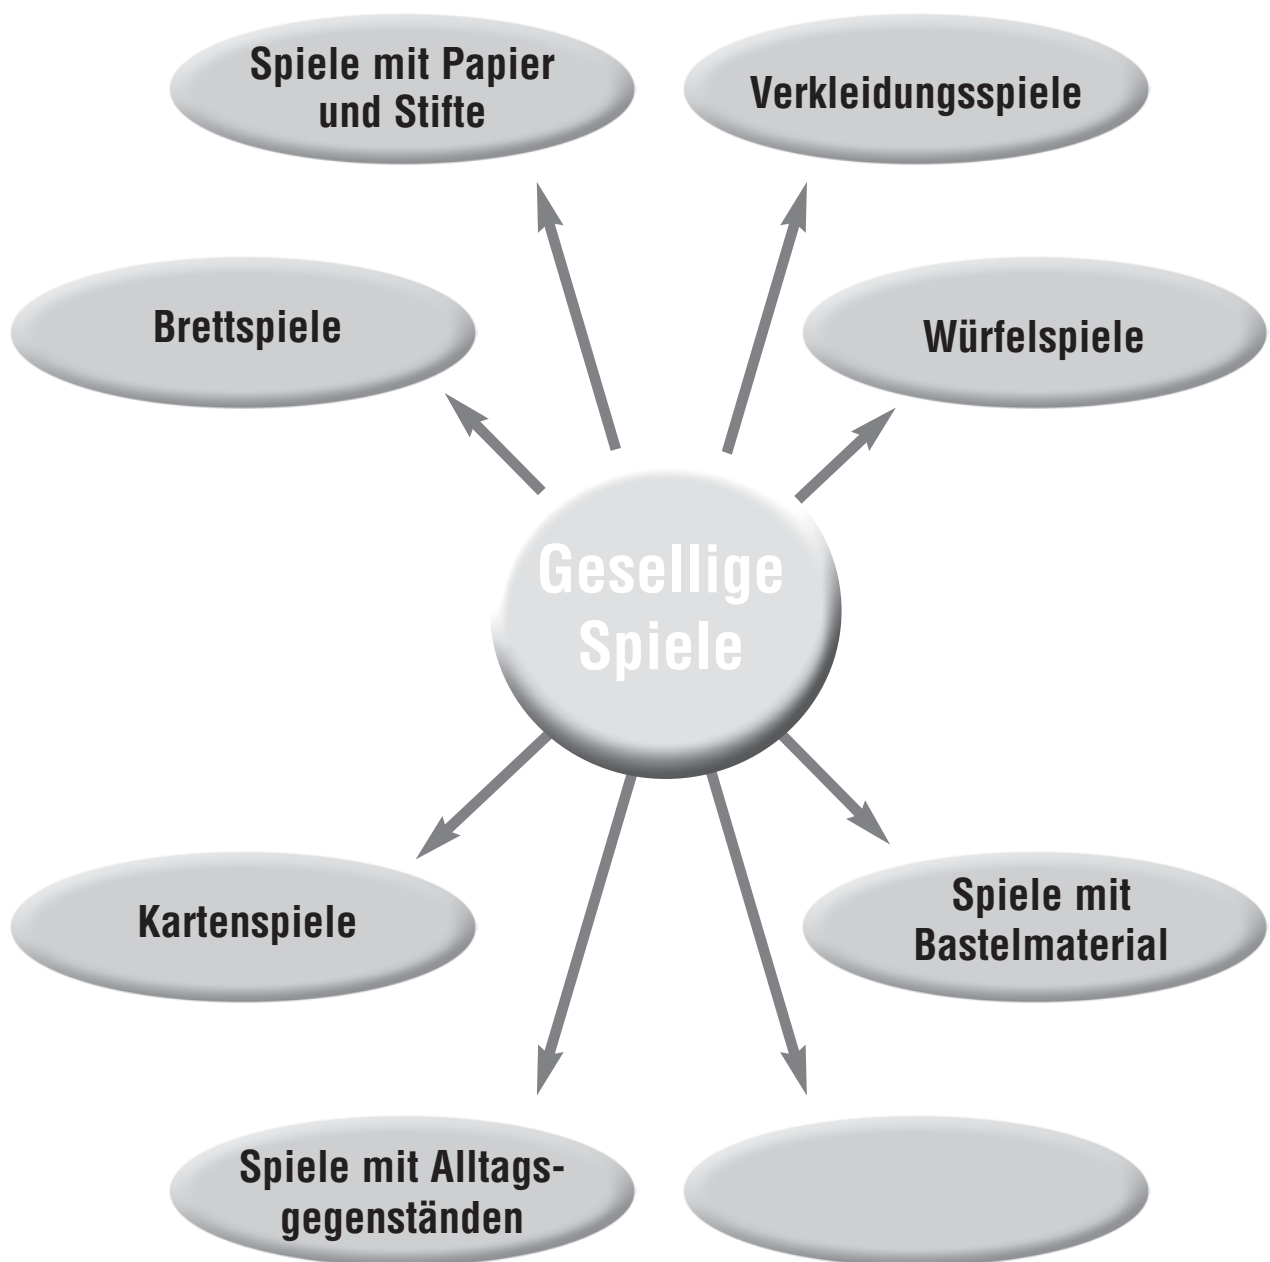 Spiele mit Papier
und Stifte
Verkleidungsspiele
Brettspiele
Würfelspiele
Gesellige
Spiele
Kartenspiele
Spiele mit
Bastelmaterial
Spiele mit Alltags-
gegenständen